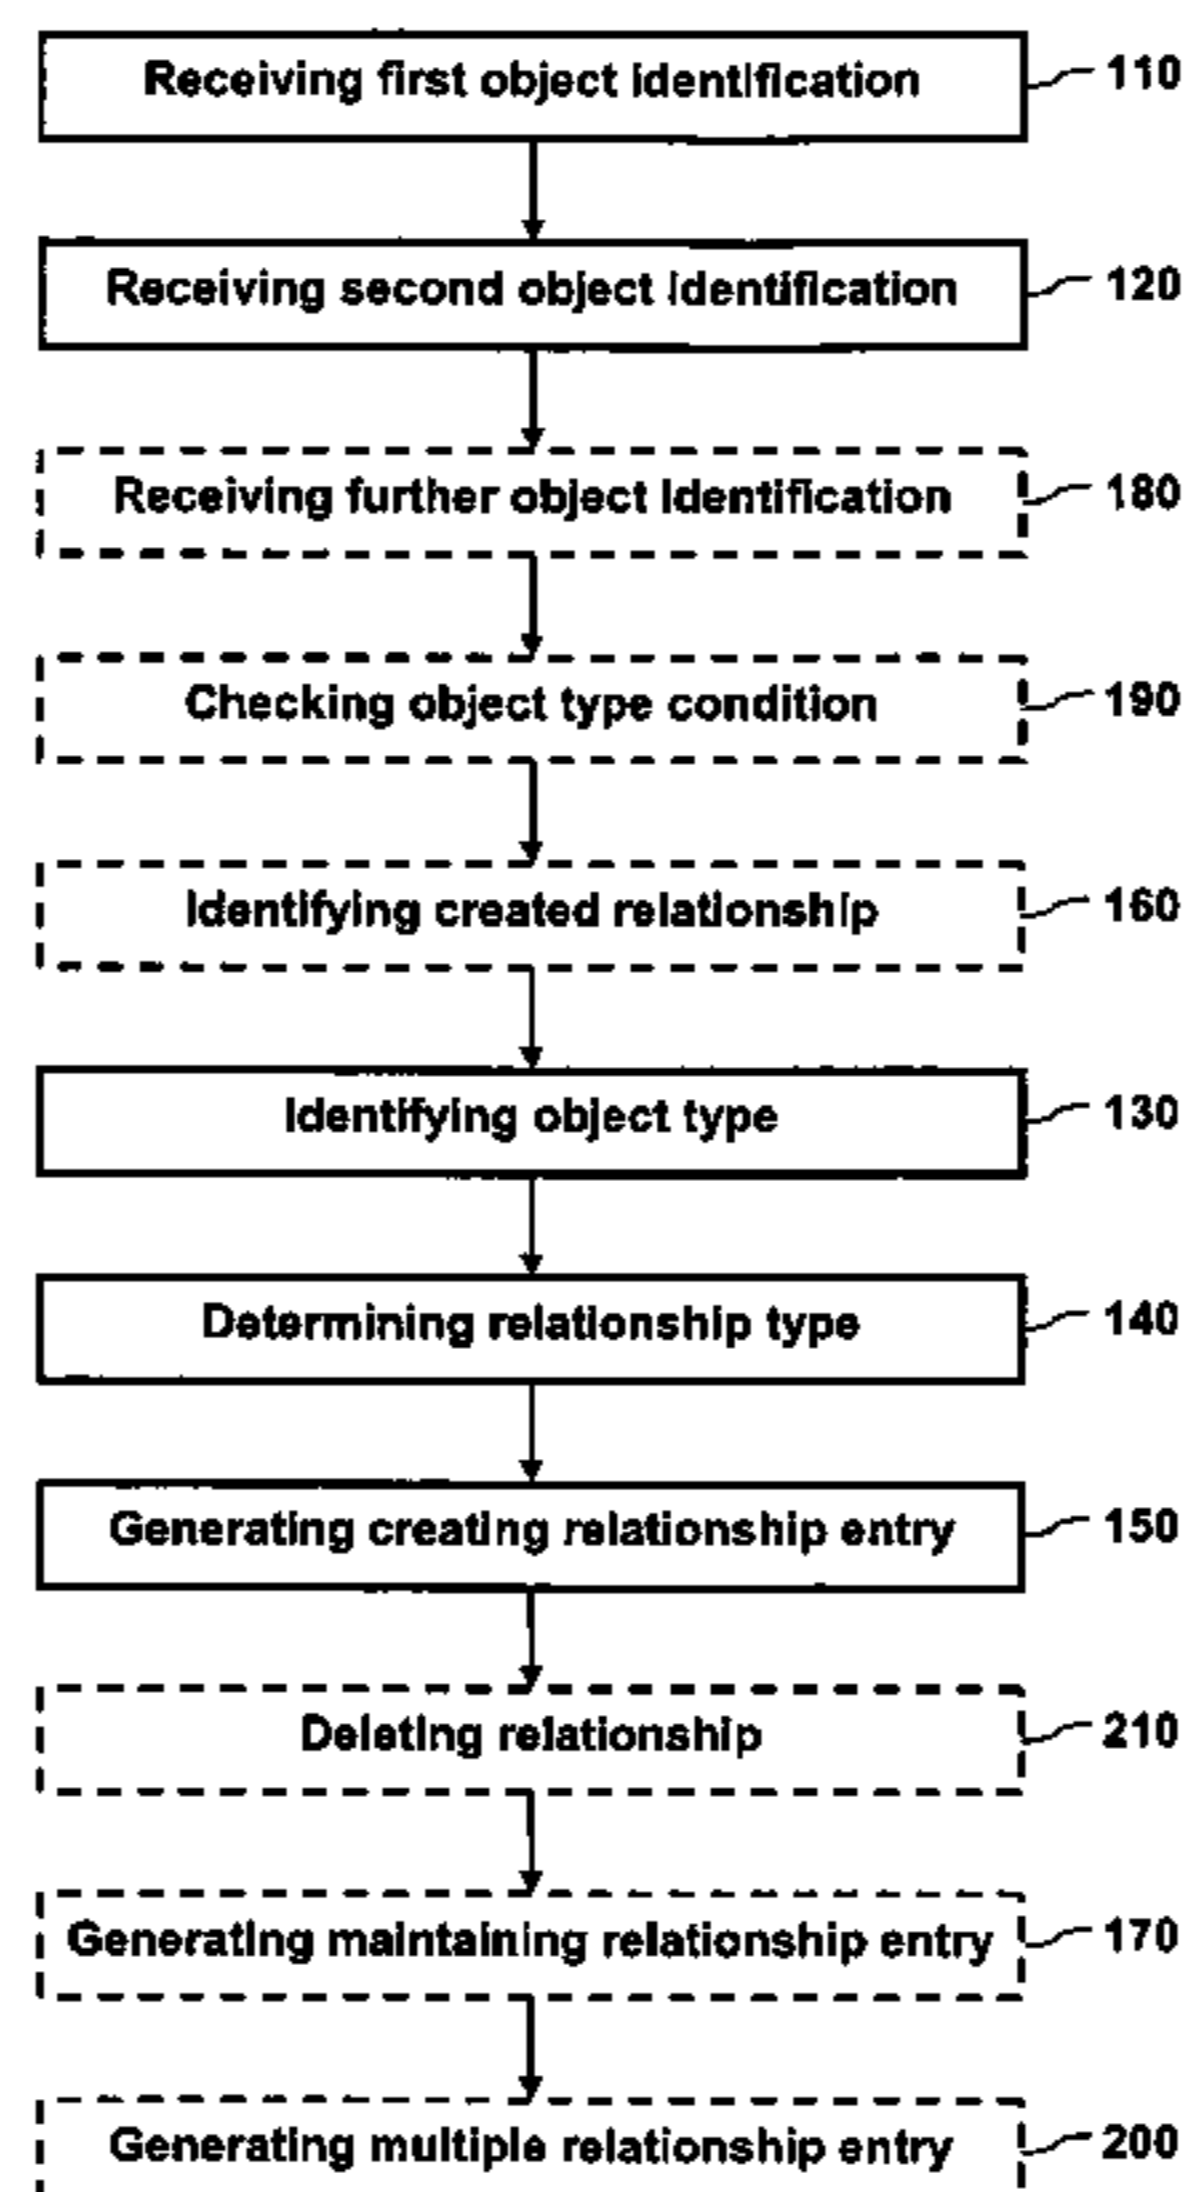 Receiving first object identification 110
Receiving second object identification 120
Receiving further object identification 180
Checking object type condition 190
Identifying created relationship 160
Identifying object type 130
Determining relationship type 140
Generating creating relationship entry 150
Deleting relationship 210
Generating maintaining relationship entry 170
Generating multiple relationship entry 200